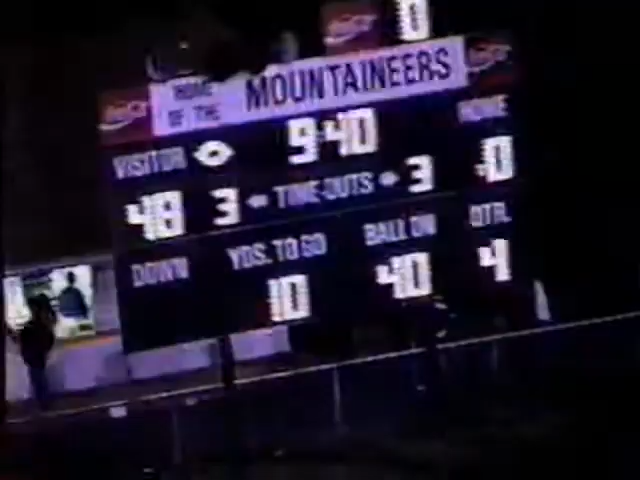 0
HOME OF THE MOUNTAINEERS
HOME
VISITOR 9:40
48 3 TIME-OUTS 3 0
DOWN YDS. TO GO BALL ON QTR.
10 40 4